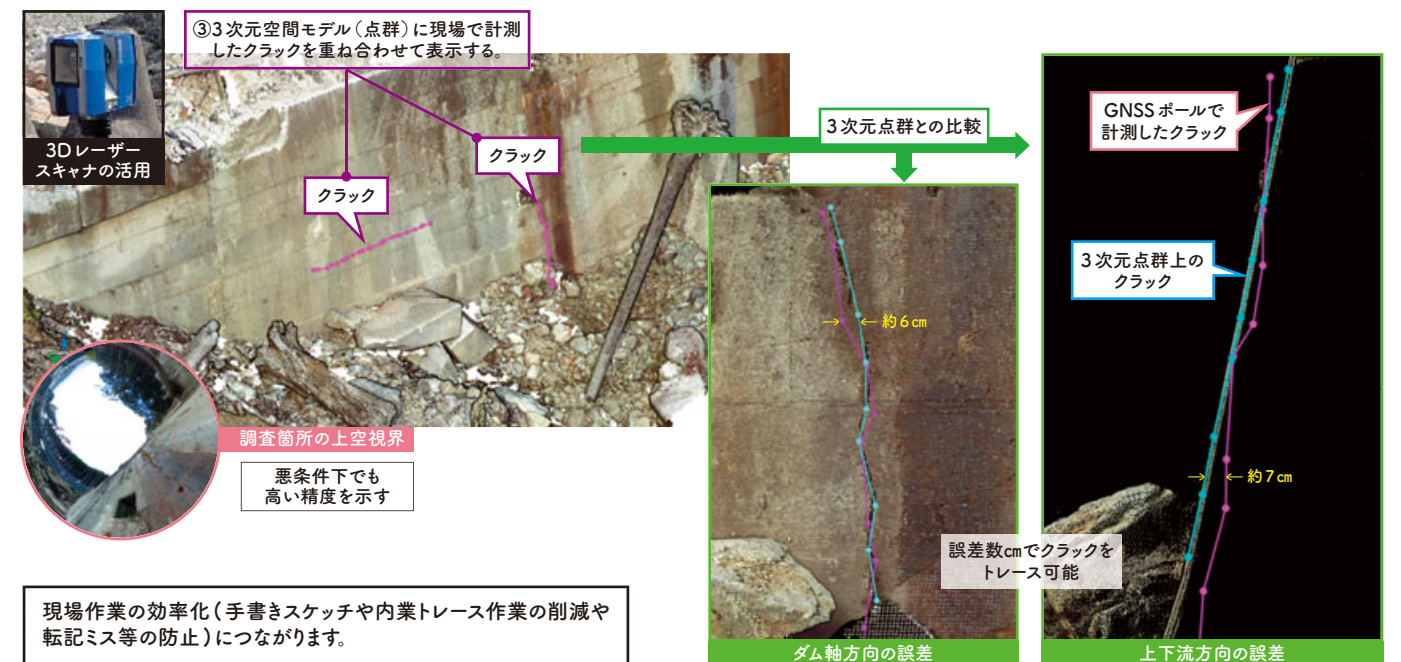 ③3次元空間モデル(点群)に現場で計測
したクラックを重ね合わせて表示する。
3Dレーザー
スキャナの活用
クラック
クラック
3次元点群との比較
GNSSポールで
計測したクラック
3次元点群上の
クラック
→ ←約6㎝
→ ←約7㎝
調査箇所の上空視界
悪条件下でも
高い精度を示す
誤差数cmでクラックを
トレース可能
現場作業の効率化(手書きスケッチや内業トレース作業の削減や
転記ミス等の防止)につながります。
ダム軸方向の誤差
上下流方向の誤差